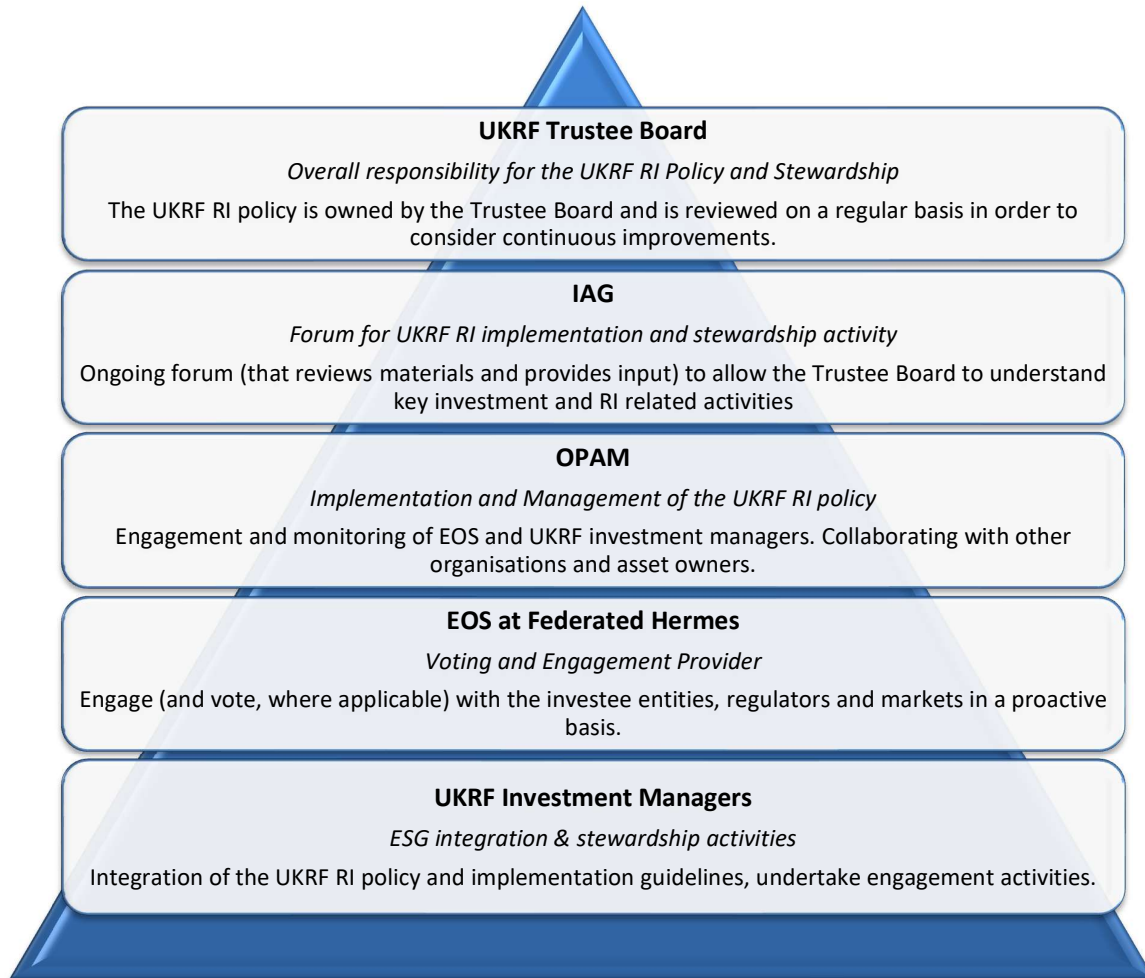 UKRF Trustee Board
Overall responsibility for the UKRF RI Policy and Stewardship
The UKRF RI policy is owned by the Trustee Board and is reviewed on a regular basis in order to
consider continuous improvements.
IAG
Forum for UKRF RI implementation and stewardship activity
Ongoing forum (that reviews materials and provides input) to allow the Trustee Board to understand
key investment and RI related activities
OPAM
Implementation and Management of the UKRF RI policy
Engagement and monitoring of EOS and UKRF investment managers. Collaborating with other
organisations and asset owners.
EOS at Federated Hermes
Voting and Engagement Provider
Engage (and vote, where applicable) with the investee entities, regulators and markets in a proactive
basis.
UKRF Investment Managers
ESG integration & stewardship activities
Integration of the UKRF RI policy and implementation guidelines, undertake engagement activities.